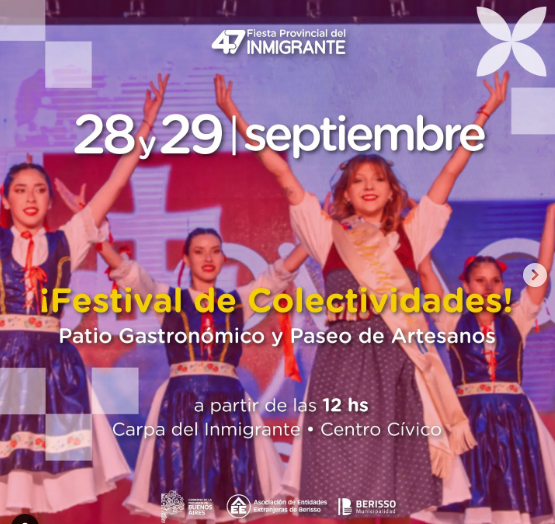 47 Fiesta Provincial del
INMIGRANTE
28 y 29 | septiembre
¡Festival de Colectividades!
Patio Gastronómico y Paseo de Artesanos
a partir de las 12 hs
Carpa del Inmigrante • Centro Cívico
BUENOS AIRES
AEE
Asociación de Entidades
Extranjeras de Berisso
BERISSO
Municipalidad